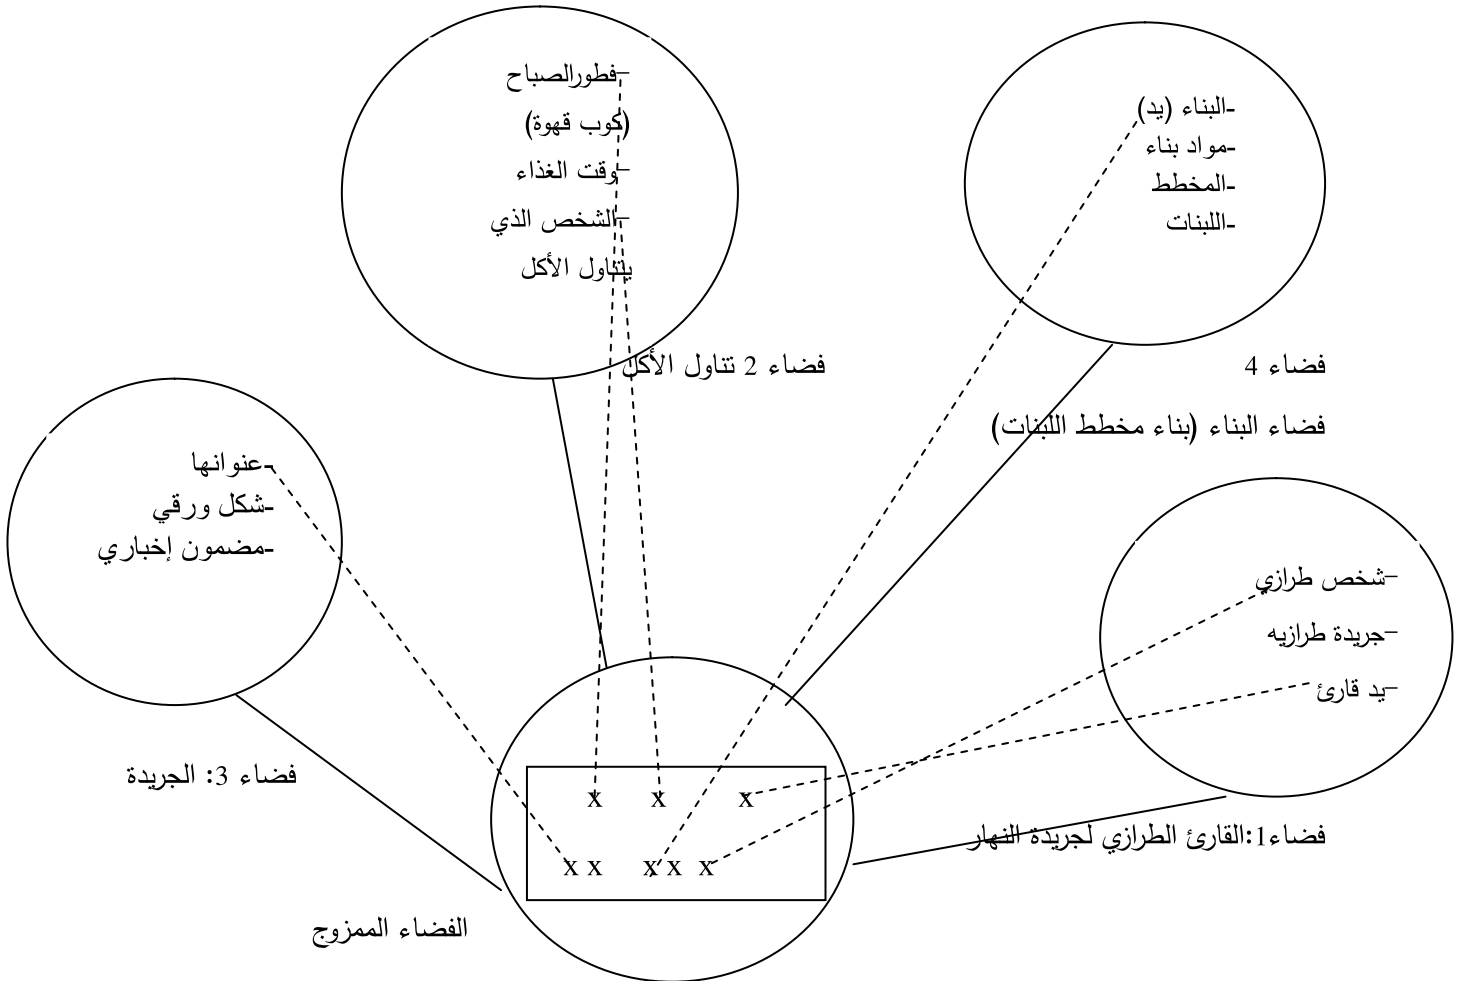 -فطورالصباح
(كوب قهوة)
-وقت الغذاء
-الشخص الذي
يتناول الأكل
فضاء 2 تناول الأكل
-البناء (يد)
-مواد بناء
-المخطط
-اللبنات
فضاء 4
فضاء البناء (بناء مخطط اللبنات)
-عنوانها
-شكل ورقي
-مضمون إخباري
فضاء 3: الجريدة
-شخص طرازي
-جريدة طرازيه
-يد قارئ
فضاء1:القارئ الطرازي لجريدة النهار
x x x
x x x x x
الفضاء الممزوج